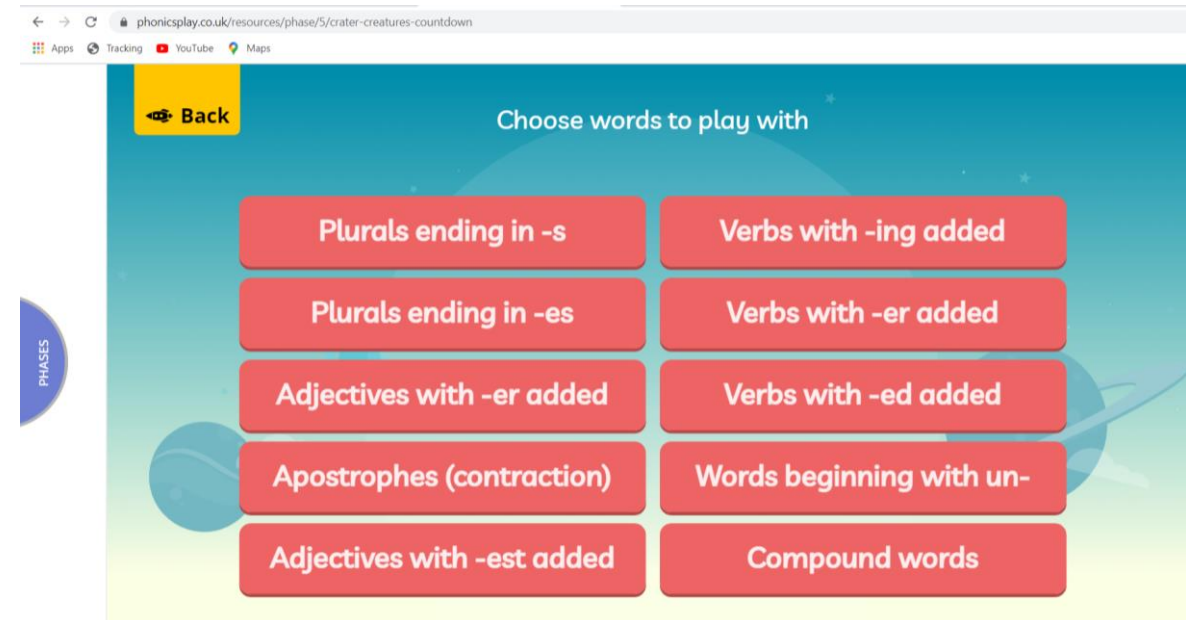 phonicsplay.co.uk/resources/phase/5/crater-creatures-countdown
Apps Tracking YouTube Maps
Back
Choose words to play with
Plurals ending in -s
Verbs with -ing added
Plurals ending in -es
Verbs with -er added
PHASES
Adjectives with -er added
Verbs with -ed added
Apostrophes (contraction)
Words beginning with un-
Adjectives with -est added
Compound words